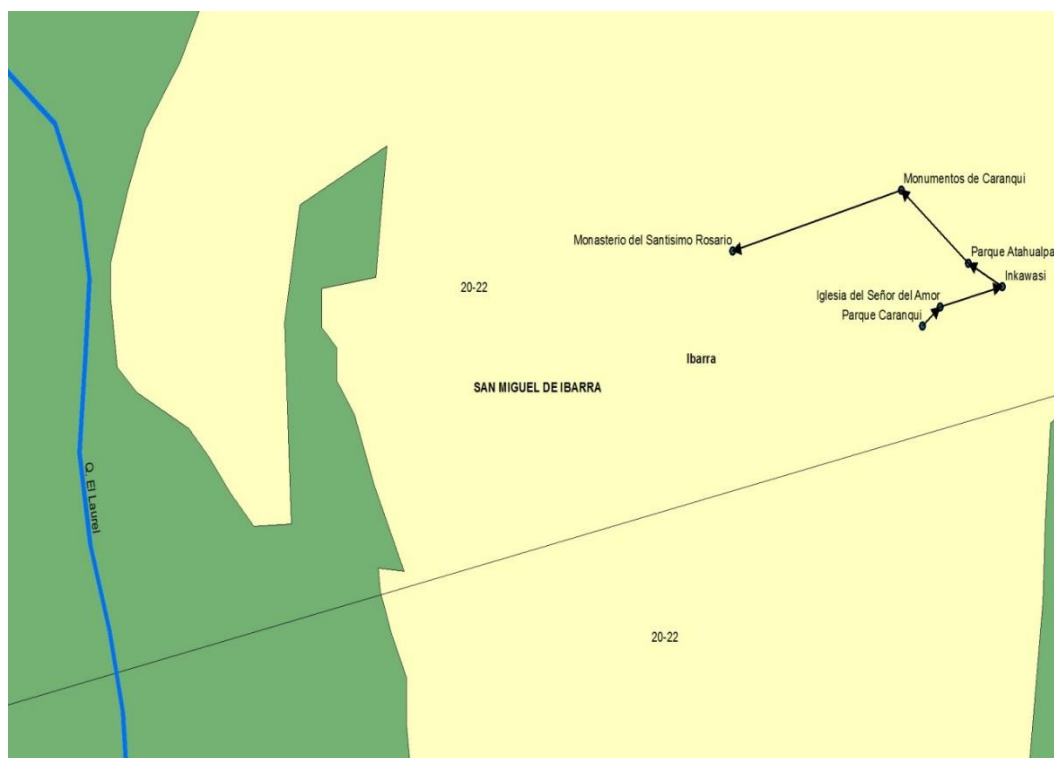 Monumentos de Caranqui
Monasterio del Santisimo Rosario
Parque Atahualpa
Inkawasi
20-22
Iglesia del Señor del Amor
Parque Caranqui
Ibarra
SAN MIGUEL DE IBARRA
Q. El Laurel
20-22